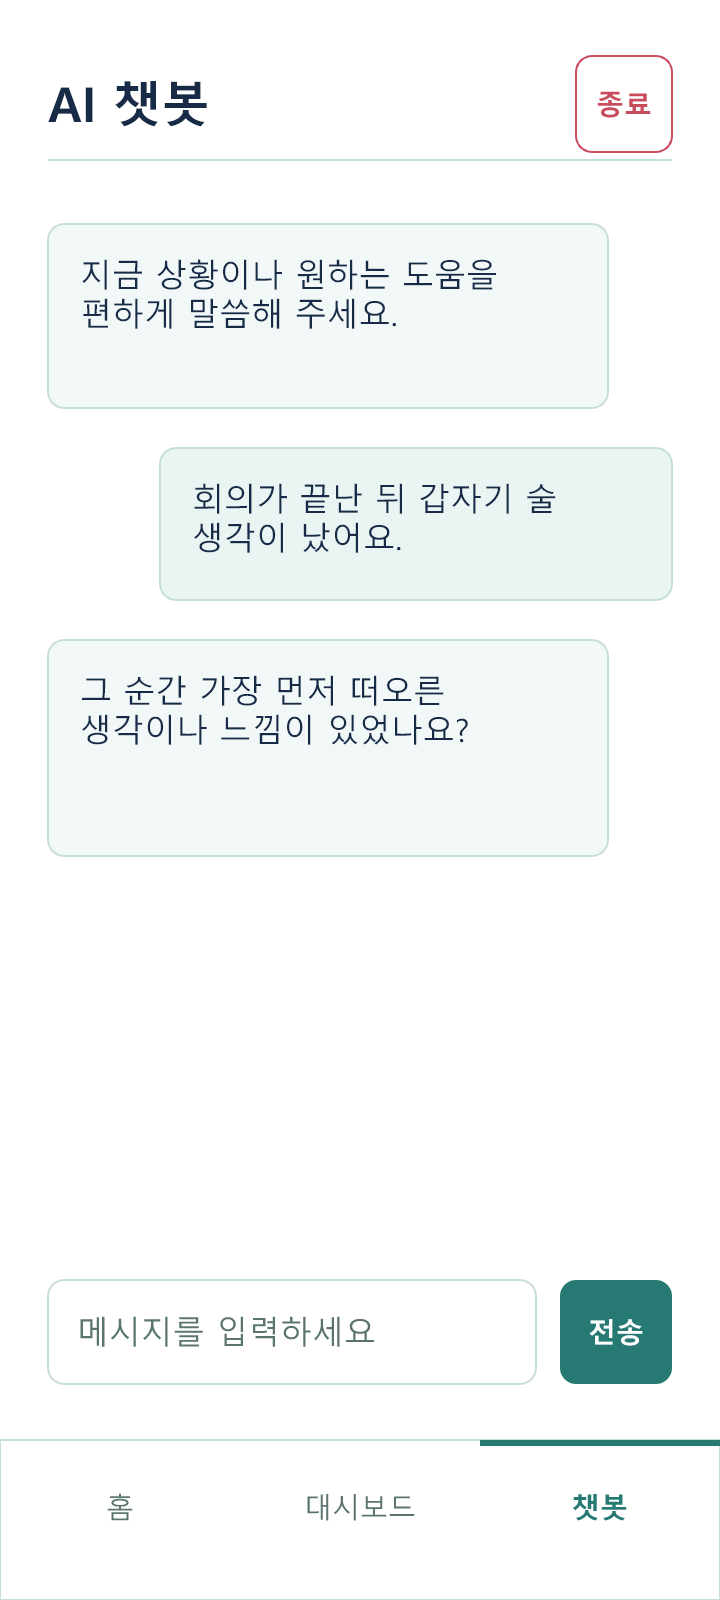 AI 챗봇
종료
지금 상황이나 원하는 도움을
편하게 말씀해 주세요.
회의가 끝난 뒤 갑자기 술
생각이 났어요.
그 순간 가장 먼저 떠오른
생각이나 느낌이 있었나요?
메시지를 입력하세요
전송
홈
대시보드
챗봇